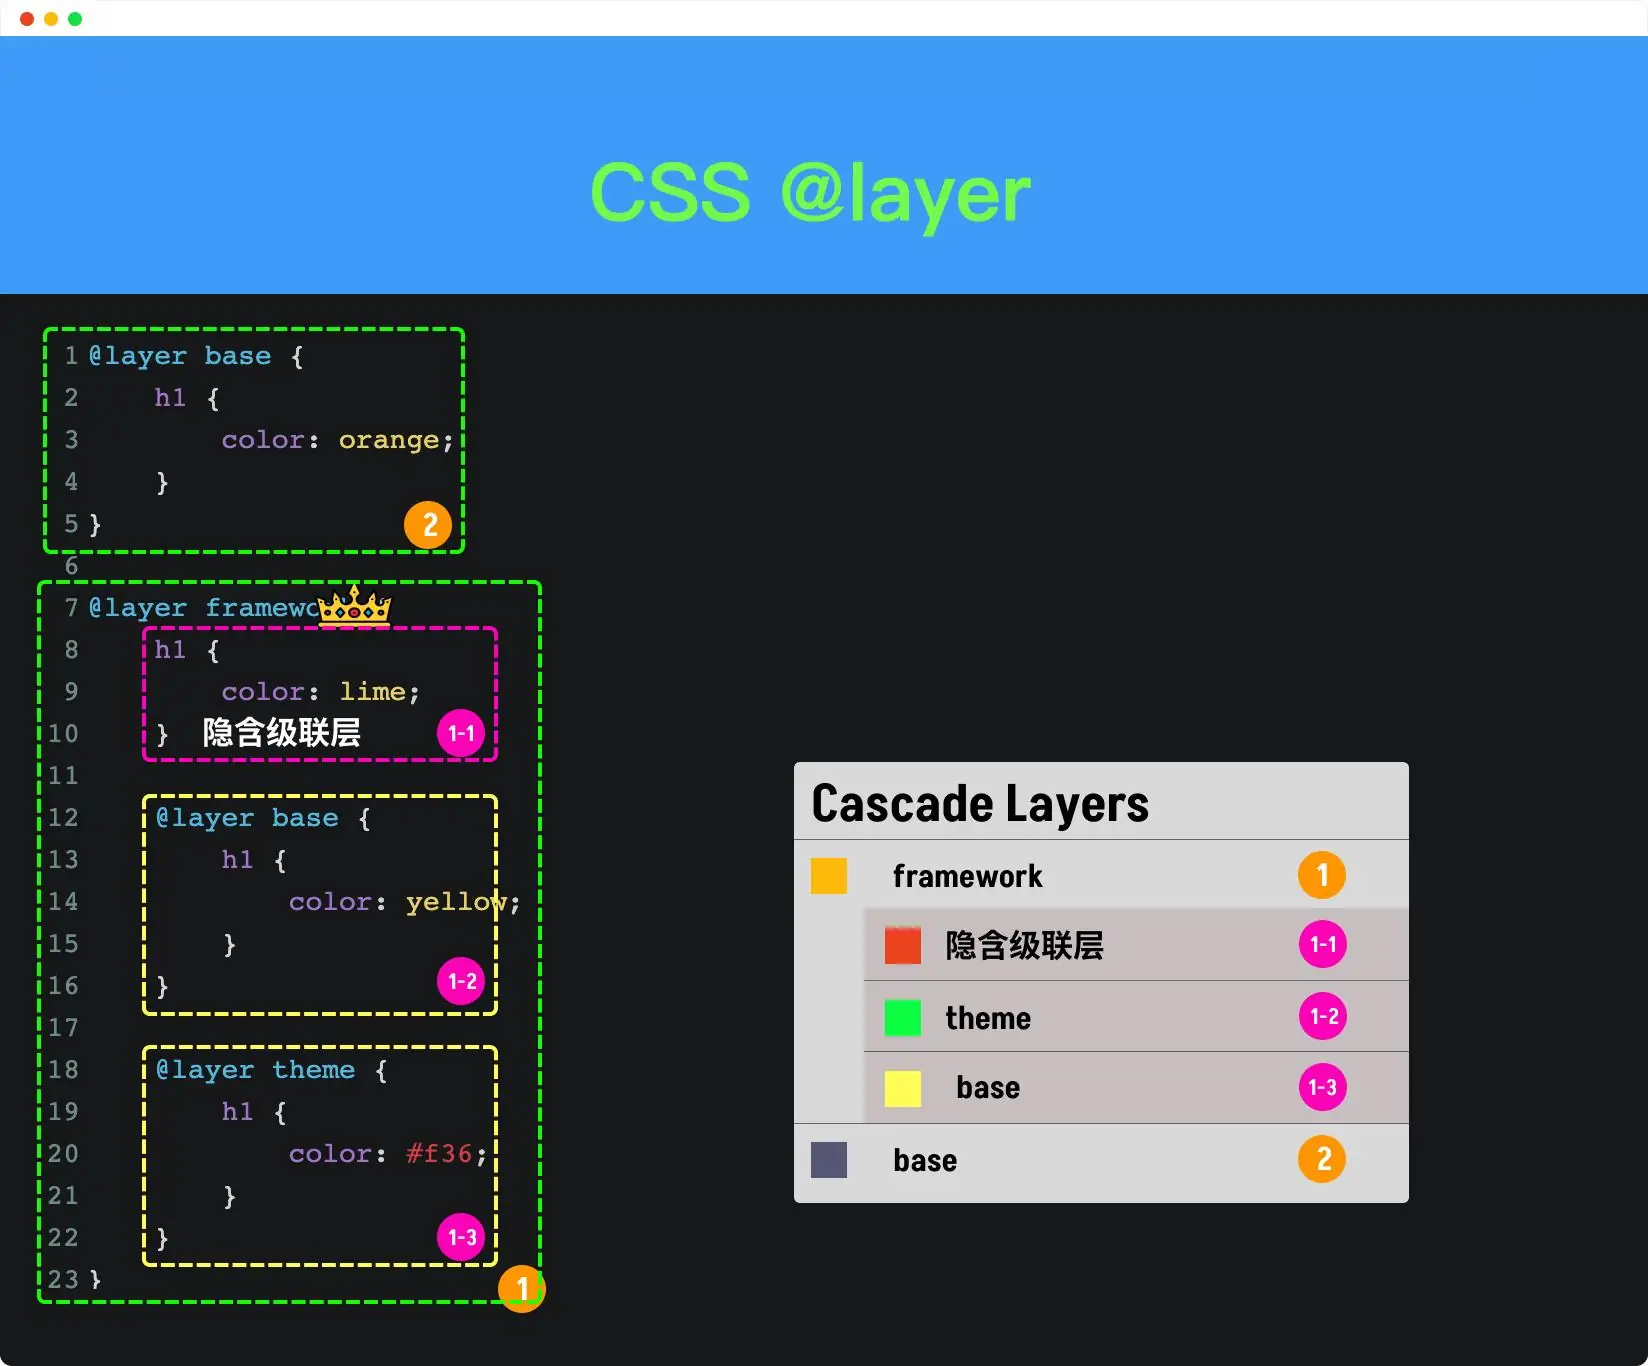 CSS @layer
1 @layer base {
2 h1 {
3 color: orange;
4 }
5 } 2
6
7 @layer framewo
8 h1 {
9 color: lime;
10 } 隐含级联层 1-1
11
12 @layer base {
13 h1 {
14 color: yellow;
15 }
16 } 1-2
17
18 @layer theme {
19 h1 {
20 color: #f36;
21 }
22 } 1-3
23 } 1
Cascade Layers
framework 1
隐含级联层 1-1
theme 1-2
base 1-3
base 2